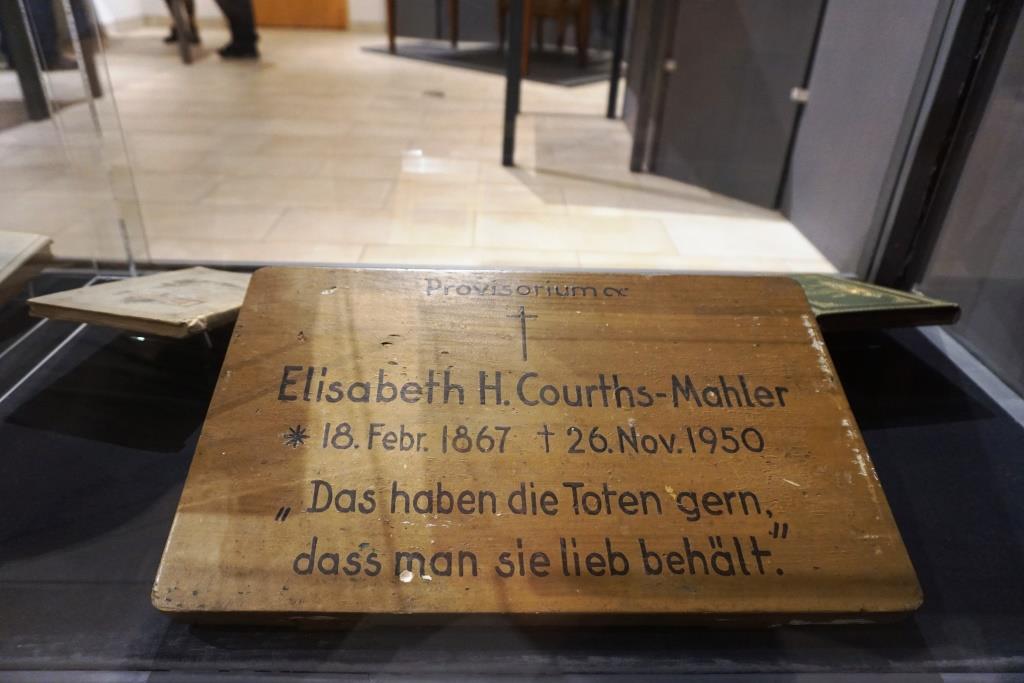 Provisorium α
†
Elisabeth H. Courths-Mahler
* 18. Febr. 1867 † 26. Nov. 1950
„Das haben die Toten gern,
dass man sie lieb behält."